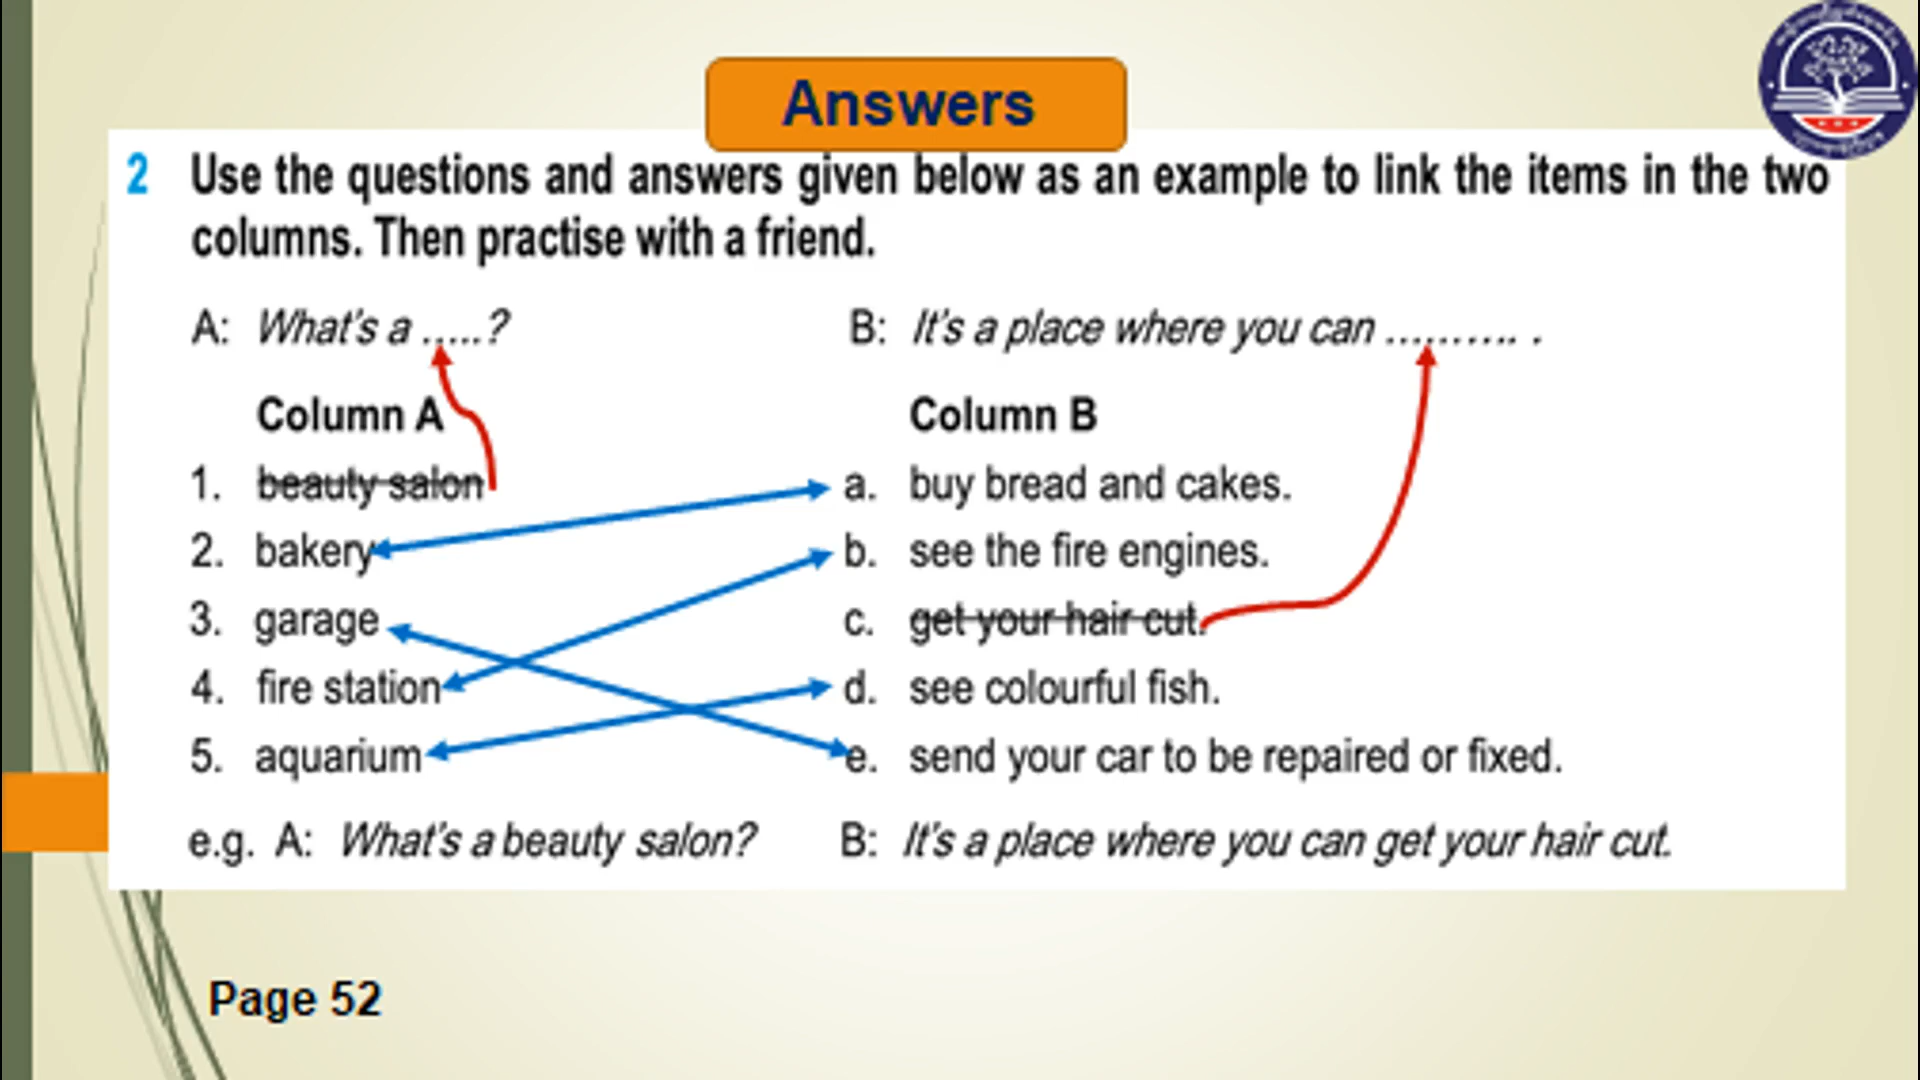 Answers
2 Use the questions and answers given below as an example to link the items in the two
columns. Then practise with a friend.
A: What's a .....? B: It's a place where you can .......... .
Column A Column B
1. beauty salon a. buy bread and cakes.
2. bakery b. see the fire engines.
3. garage c. get your hair cut.
4. fire station d. see colourful fish.
5. aquarium e. send your car to be repaired or fixed.
e.g. A: What's a beauty salon? B: It's a place where you can get your hair cut.
Page 52